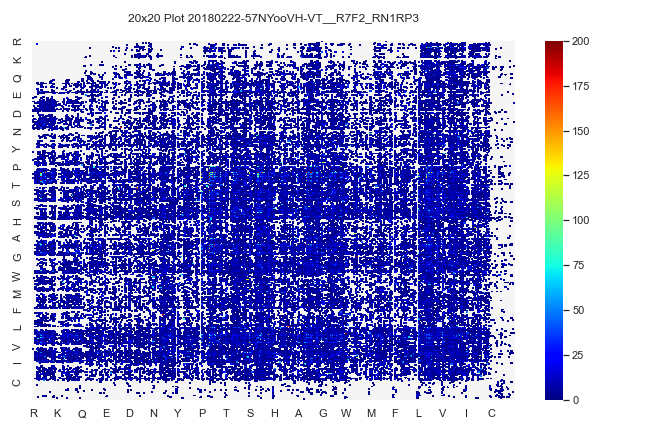 20x20 Plot 20180222-57NYooVH-VT__R7F2_RN1RP3
R
K
Q
E
D
N
Y
P
T
S
H
A
G
W
M
F
L
V
I
C
R K Q E D N Y P T S H A G W M F L V I C
200
175
150
125
100
75
50
25
0